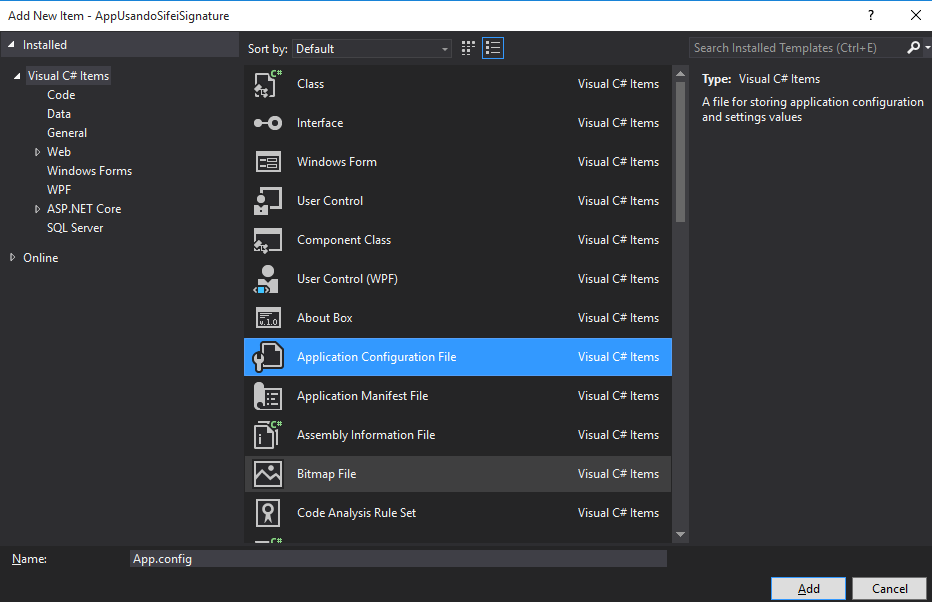 Add New Item - AppUsandoSifeiSignature
?
Installed
Sort by: Default
Search Installed Templates (Ctrl+E)
Visual C# Items
Code
Data
General
Web
Windows Forms
WPF
ASP.NET Core
SQL Server
Online
C# Class Visual C# Items
Interface Visual C# Items
Windows Form Visual C# Items
User Control Visual C# Items
Component Class Visual C# Items
User Control (WPF) Visual C# Items
v.1.0 About Box Visual C# Items
Application Configuration File Visual C# Items
Application Manifest File Visual C# Items
C# Assembly Information File Visual C# Items
Bitmap File Visual C# Items
Code Analysis Rule Set Visual C# Items
C#
Type: Visual C# Items
A file for storing application configuration
and settings values
Name: App.config
Add Cancel